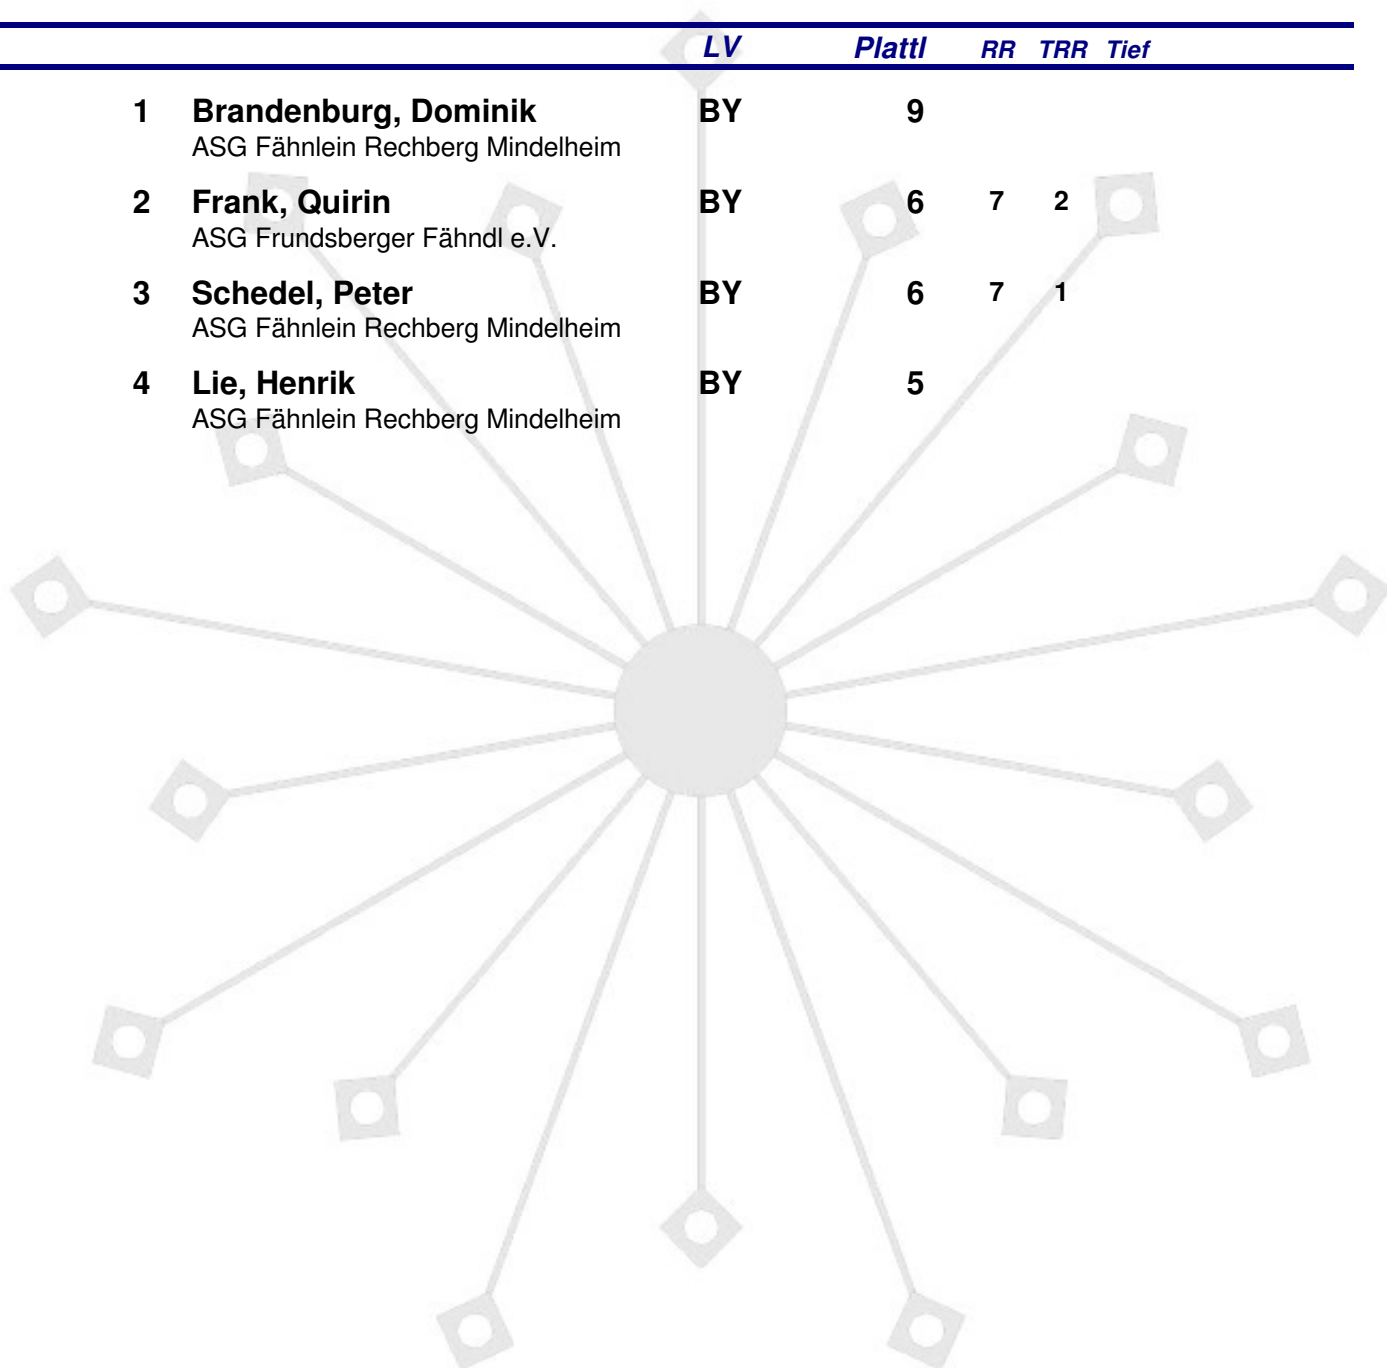 LV Plattl RR TRR Tief
1 Brandenburg, Dominik BY 9
ASG Fähnlein Rechberg Mindelheim
2 Frank, Quirin BY 6 7 2
ASG Frundsberger Fähndl e.V.
3 Schedel, Peter BY 6 7 1
ASG Fähnlein Rechberg Mindelheim
4 Lie, Henrik BY 5
ASG Fähnlein Rechberg Mindelheim